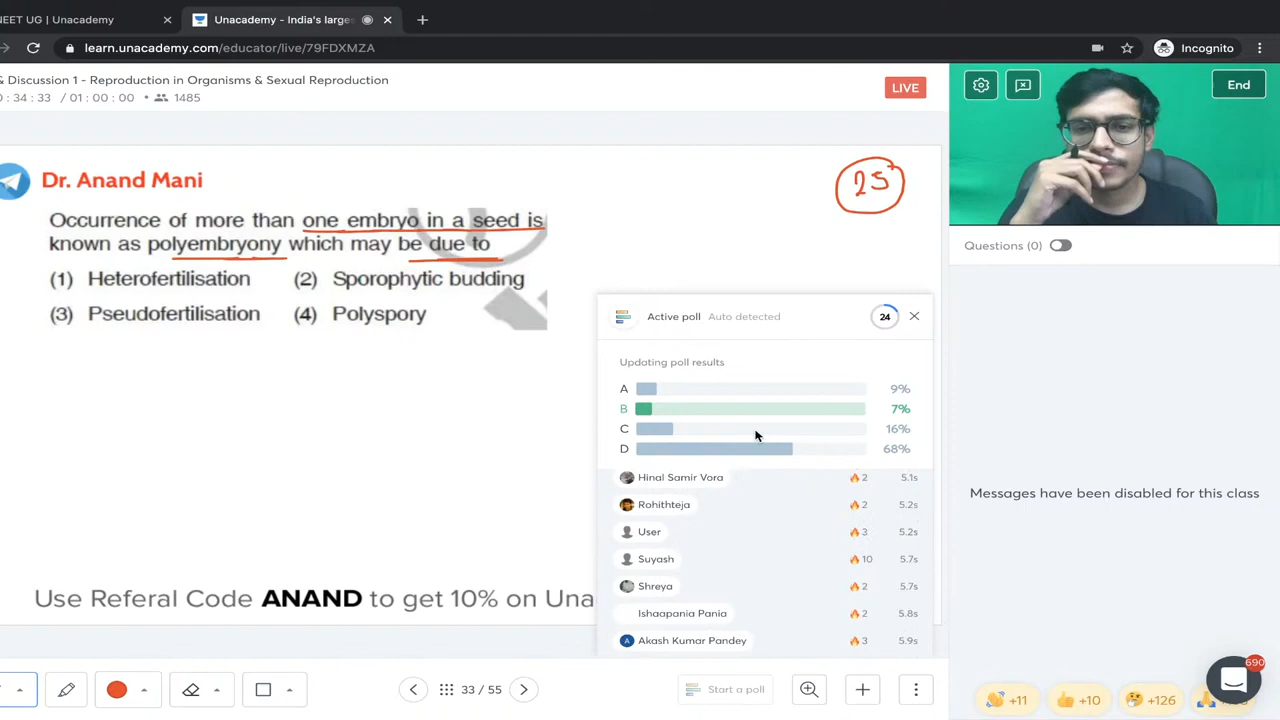 NEET UG | Unacademy
Unacademy - India's larges
learn.unacademy.com/educator/live/79FDXMZA
Incognito
& Discussion 1 - Reproduction in Organisms & Sexual Reproduction
0 : 34 : 33 / 01 : 00 : 00 • 1485
LIVE
End
Dr. Anand Mani
25
Occurrence of more than one embryo in a seed is
known as polyembryony which may be due to
(1) Heterofertilisation (2) Sporophytic budding
(3) Pseudofertilisation (4) Polyspory
Questions (0)
Active poll Auto detected
24
Updating poll results
A 9%
B 7%
C 16%
D 68%
Hinal Samir Vora 2 5.1s
Rohithteja 2 5.2s
User 3 5.2s
Suyash 10 5.7s
Shreya 2 5.7s
Ishaapania Pania 2 5.8s
A Akash Kumar Pandey 3 5.9s
Messages have been disabled for this class
Use Referal Code ANAND to get 10% on Una
33 / 55
Start a poll
690
+11 +10 +126